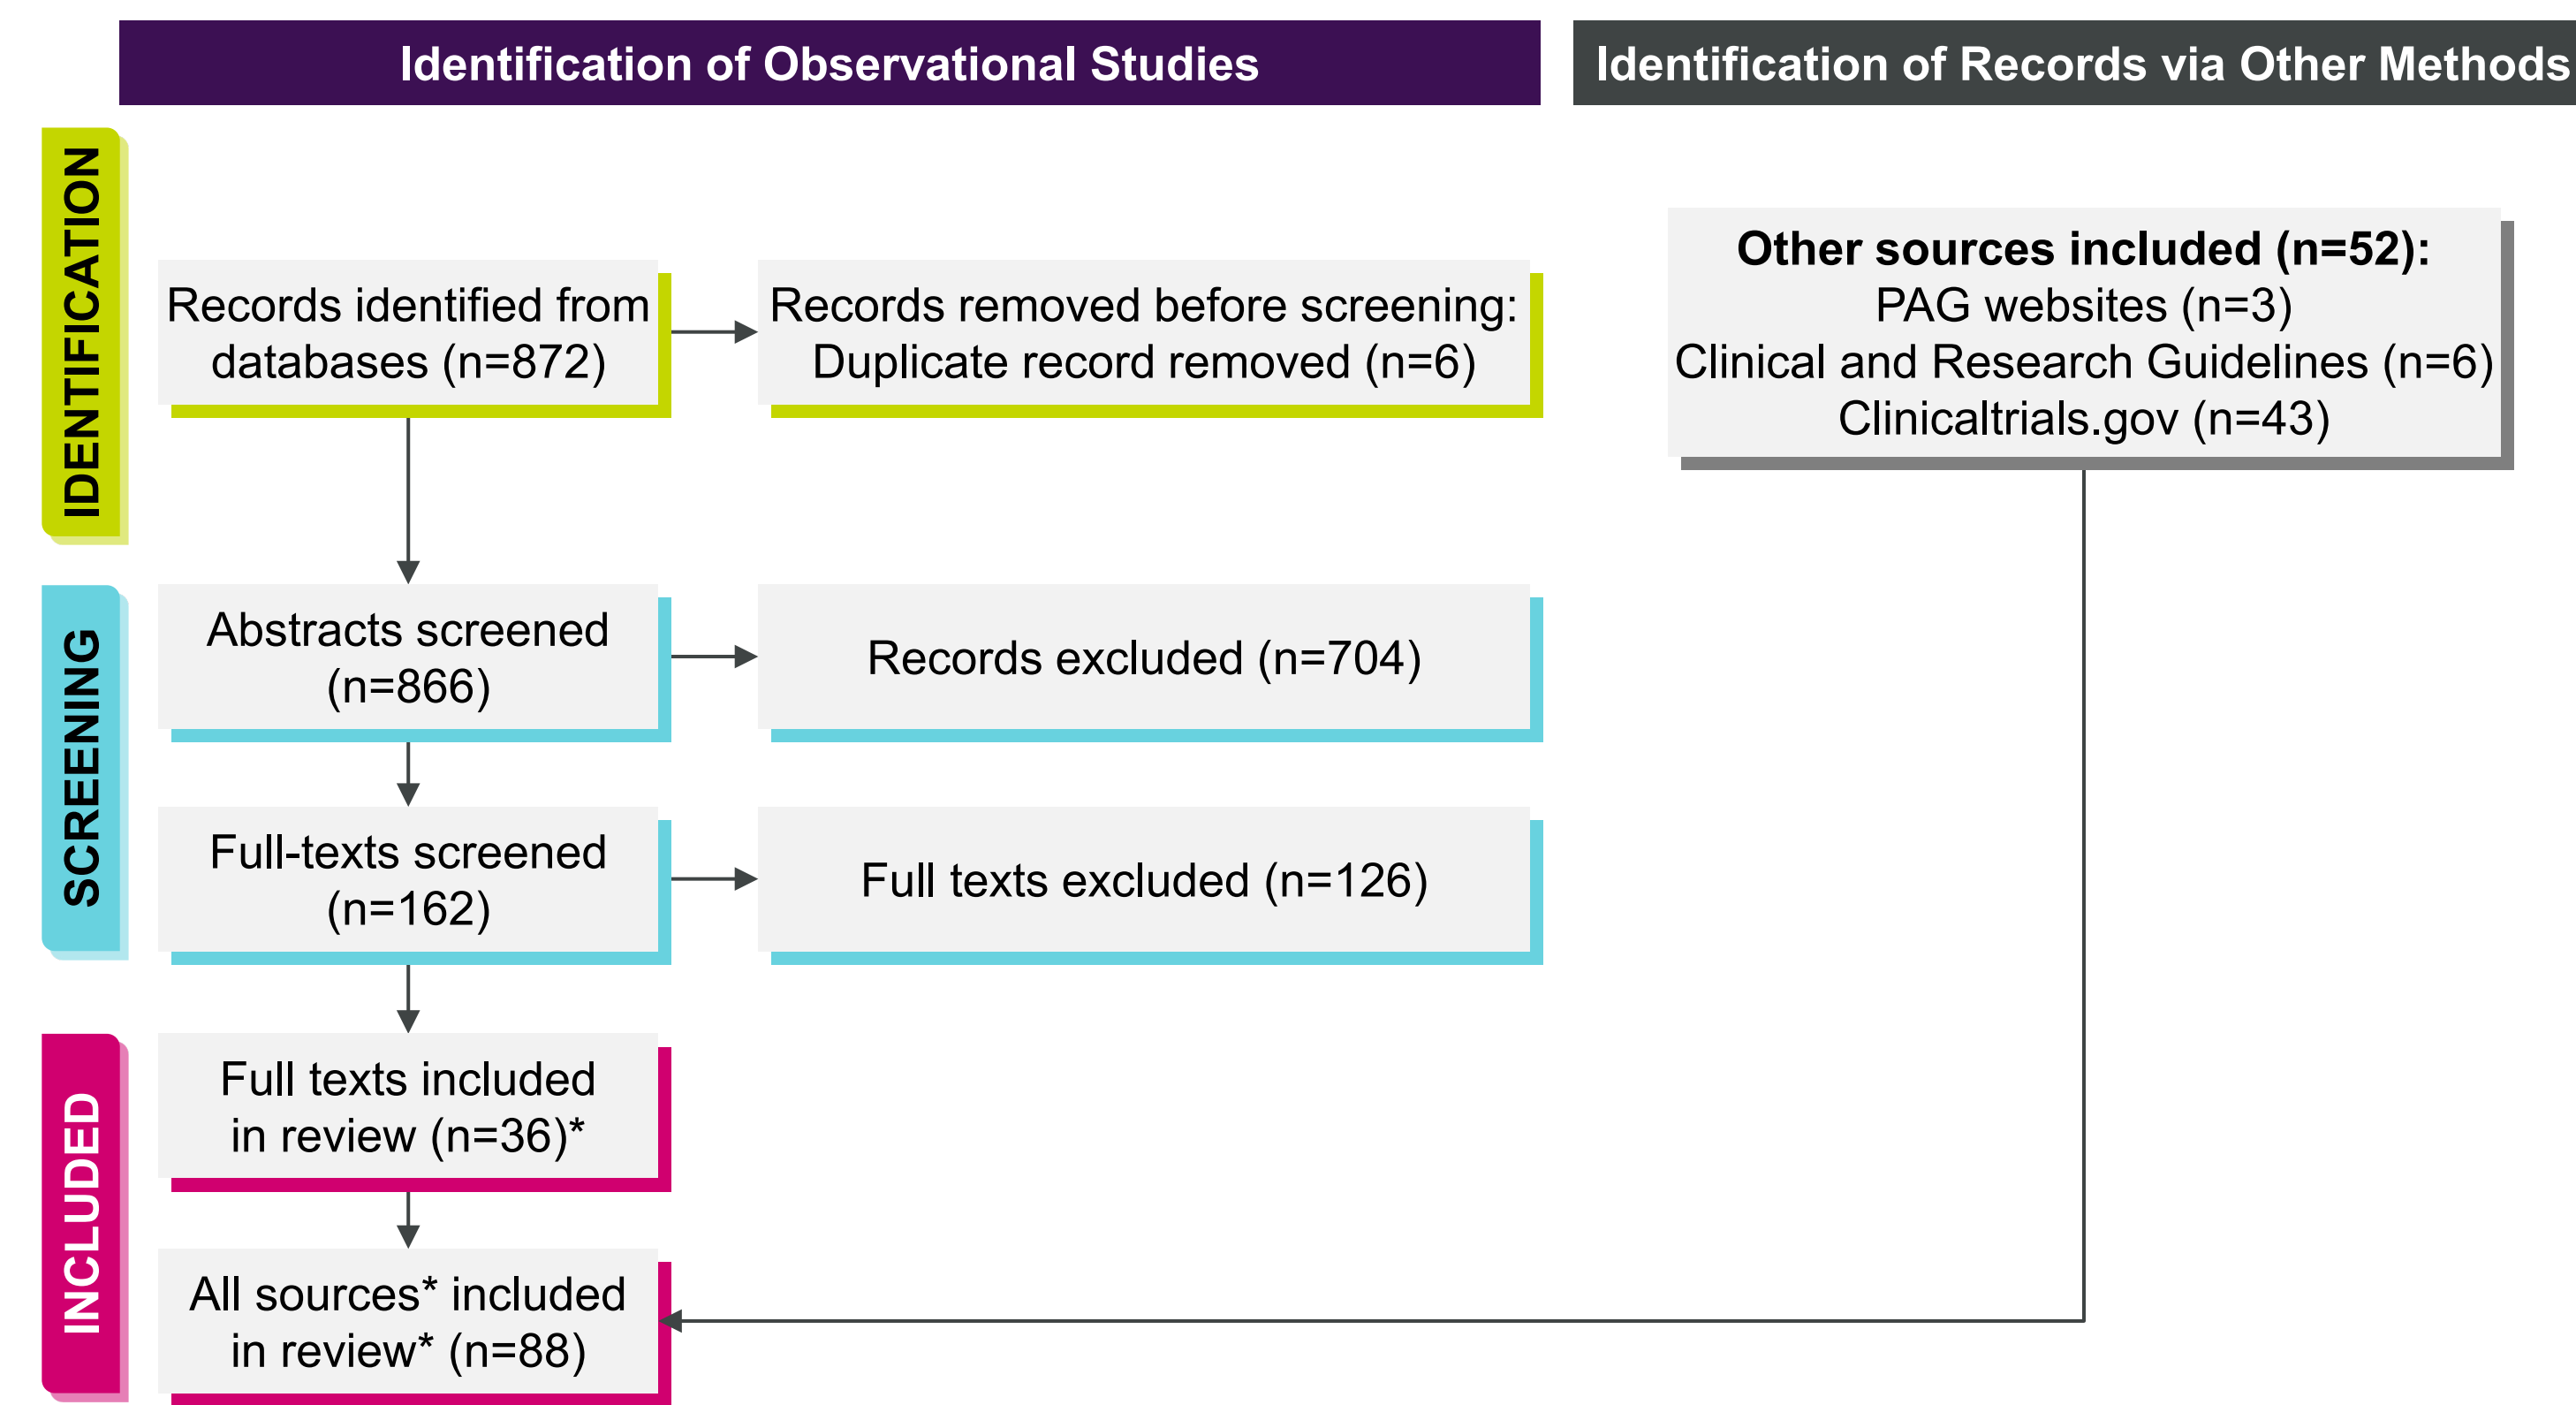 Identification of Observational Studies
Identification of Records via Other Methods
IDENTIFICATION
Records identified from
databases (n=872)
Records removed before screening:
Duplicate record removed (n=6)
Other sources included (n=52):
PAG websites (n=3)
Clinical and Research Guidelines (n=6)
Clinicaltrials.gov (n=43)
SCREENING
Abstracts screened
(n=866)
Records excluded (n=704)
Full-texts screened
(n=162)
Full texts excluded (n=126)
INCLUDED
Full texts included
in review (n=36)*
All sources* included
in review* (n=88)